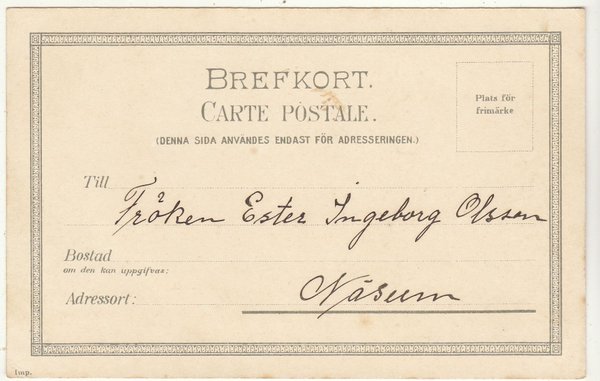 BREFKORT.
CARTE POSTALE.
(DENNA SIDA ANVÄNDES ENDAST FÖR ADRESSERINGEN.)
Plats för
frimärke
Till
Fröken Ester Ingeborg Olsson
Bostad
om den kan uppgifvas:
Adressort:
Näsum
Imp.